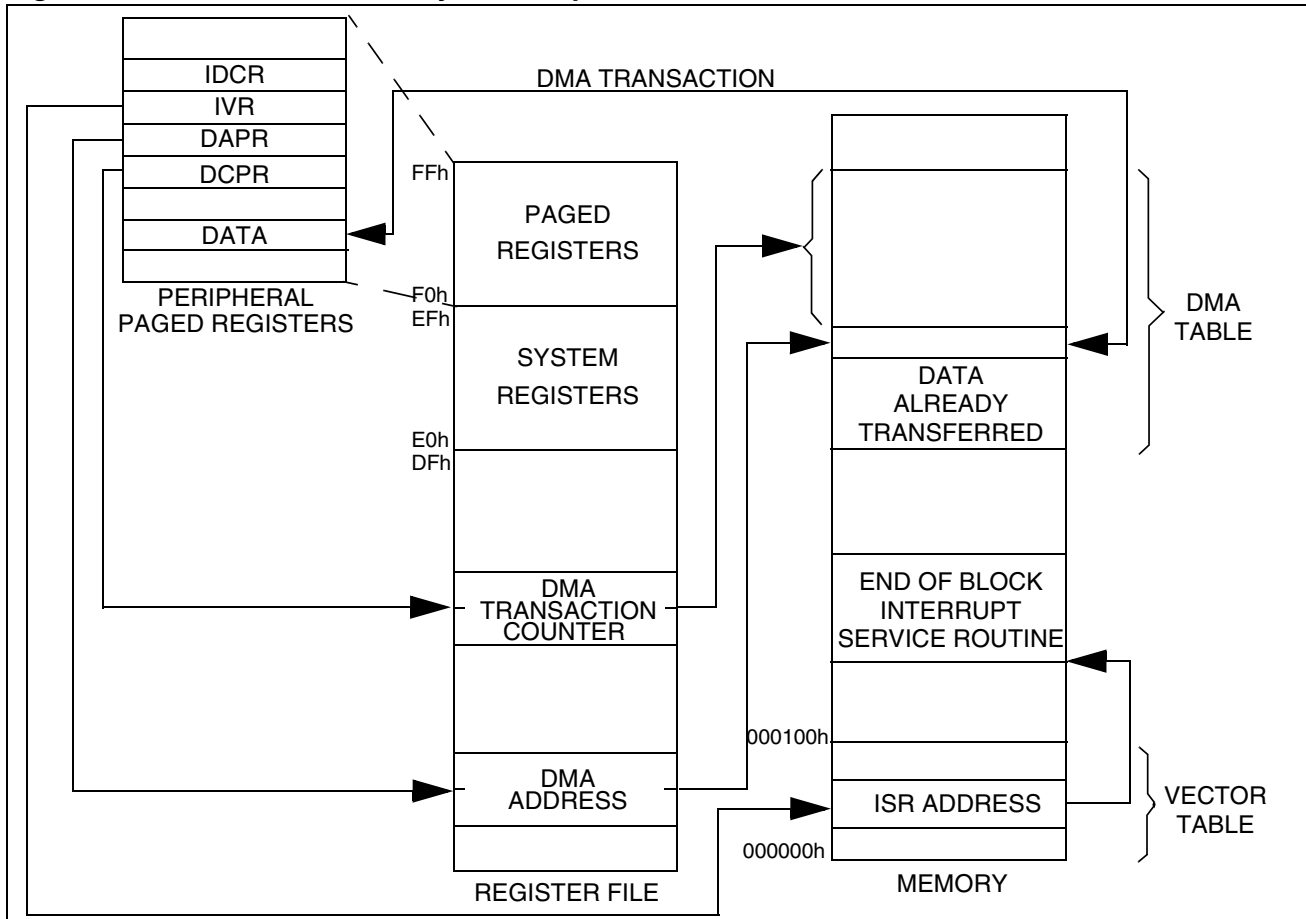 IDCR
IVR
DAPR
DCPR
DATA
PERIPHERAL
PAGED REGISTERS
DMA TRANSACTION
FFh
PAGED
REGISTERS
F0h
EFh
SYSTEM
REGISTERS
E0h
DFh
DMA
TRANSACTION
COUNTER
DMA
ADDRESS
REGISTER FILE
DMA
TABLE
DATA
ALREADY
TRANSFERRED
END OF BLOCK
INTERRUPT
SERVICE ROUTINE
000100h
ISR ADDRESS
000000h
VECTOR
TABLE
MEMORY